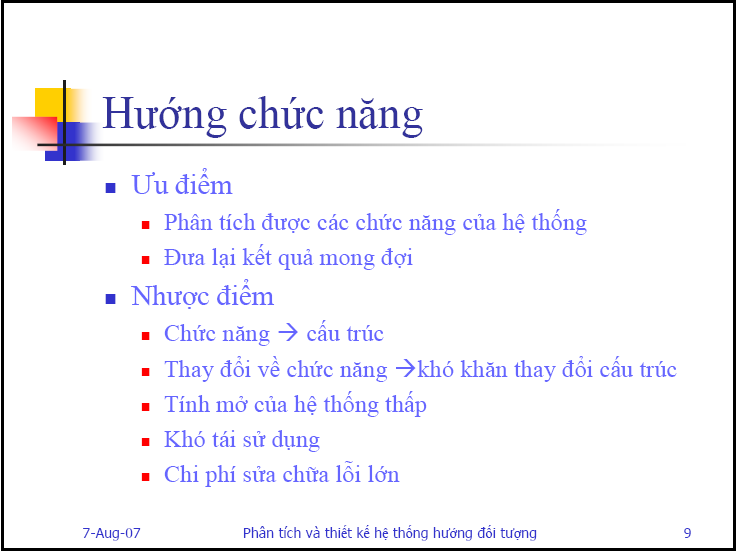 Hướng chức năng
Ưu điểm
Phân tích được các chức năng của hệ thống
Đưa lại kết quả mong đợi
Nhược điểm
Chức năng → cấu trúc
Thay đổi về chức năng →khó khăn thay đổi cấu trúc
Tính mở của hệ thống thấp
Khó tái sử dụng
Chi phí sửa chữa lỗi lớn
7-Aug-07 Phân tích và thiết kế hệ thống hướng đối tượng 9